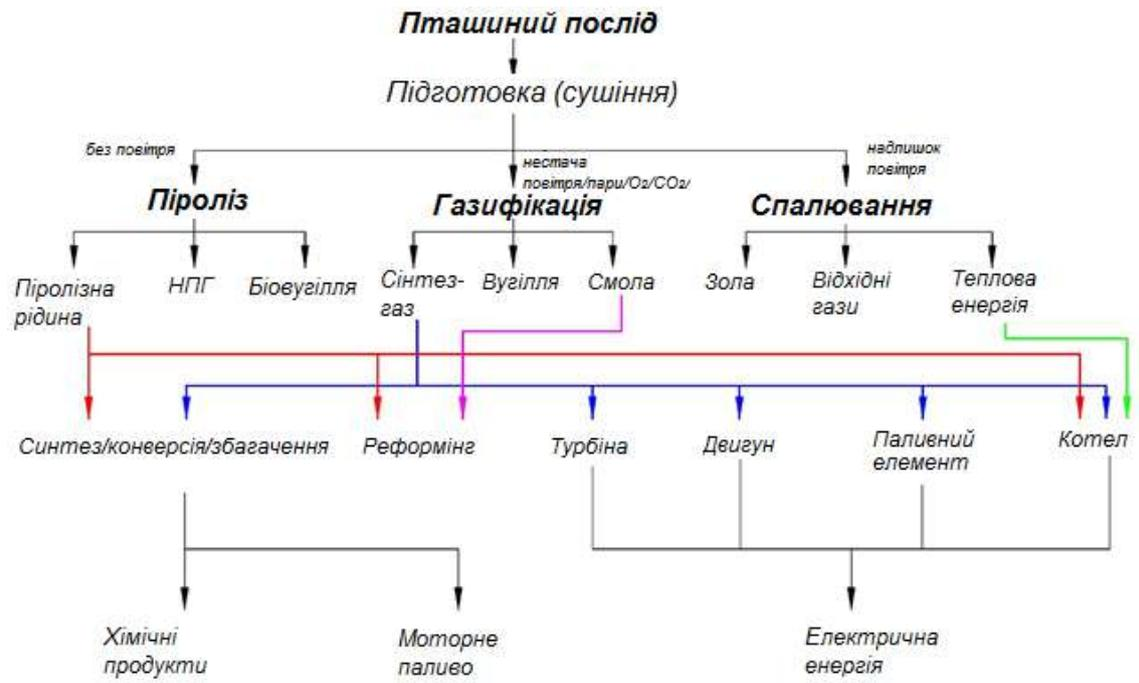 Пташиний послід
Підготовка (сушіння)
без повітря
нестача
повітря/пари/O₂/CO₂/
надлишок
повітря
Піроліз
Газифікація
Спалювання
Піролізна
рідина
НПГ
Біовугілля
Сінтез-
газ
Вугілля
Смола
Зола
Відхідні
гази
Теплова
енергія
Синтез/конверсія/збагачення
Реформінг
Турбіна
Двигун
Паливний
елемент
Котел
Хімічні
продукти
Моторне
паливо
Електрична
енергія